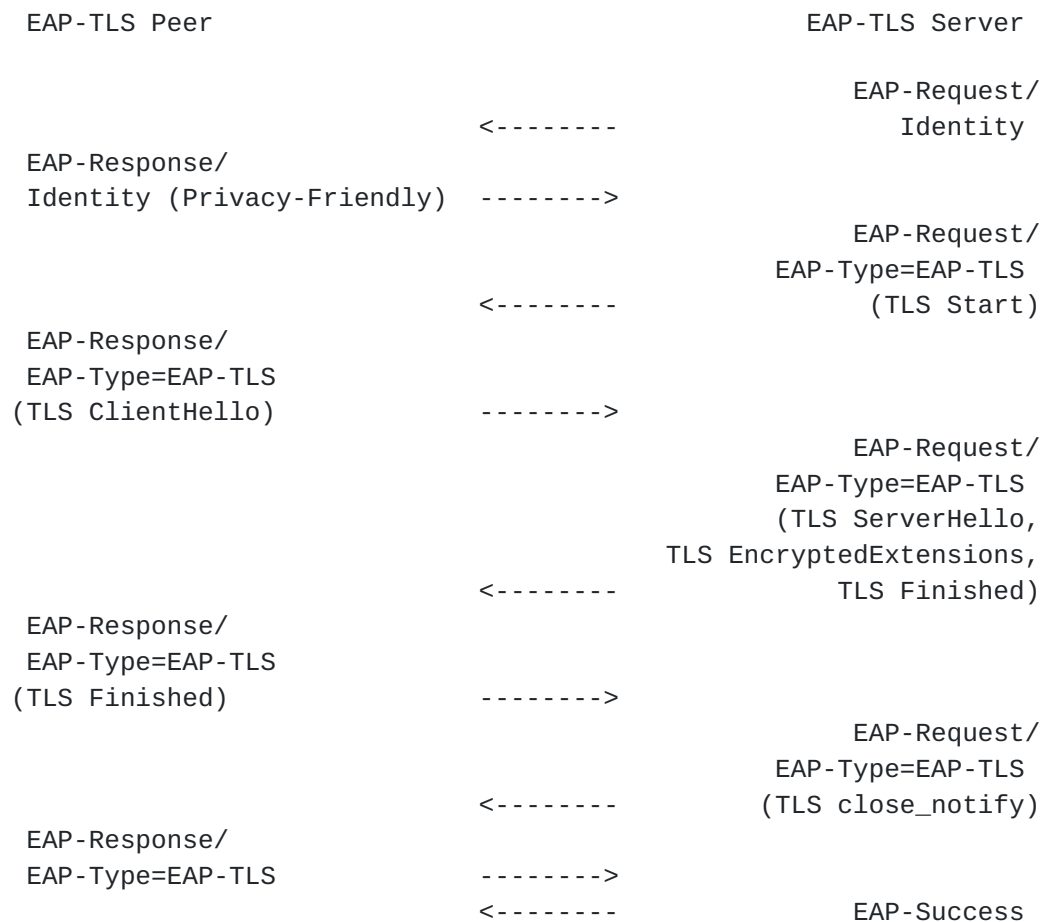 EAP-TLS Peer                                      EAP-TLS Server

                                                     EAP-Request/
                             <--------                  Identity
 EAP-Response/
 Identity (Privacy-Friendly)  -------->
                                                     EAP-Request/
                                                EAP-Type=EAP-TLS
                             <--------                (TLS Start)
 EAP-Response/
 EAP-Type=EAP-TLS
(TLS ClientHello)             -------->
                                                     EAP-Request/
                                                EAP-Type=EAP-TLS
                                                (TLS ServerHello,
                                         TLS EncryptedExtensions,
                             <--------              TLS Finished)
 EAP-Response/
 EAP-Type=EAP-TLS
(TLS Finished)                -------->
                                                     EAP-Request/
                                                EAP-Type=EAP-TLS
                             <--------         (TLS close_notify)
 EAP-Response/
 EAP-Type=EAP-TLS             -------->
                             <--------               EAP-Success